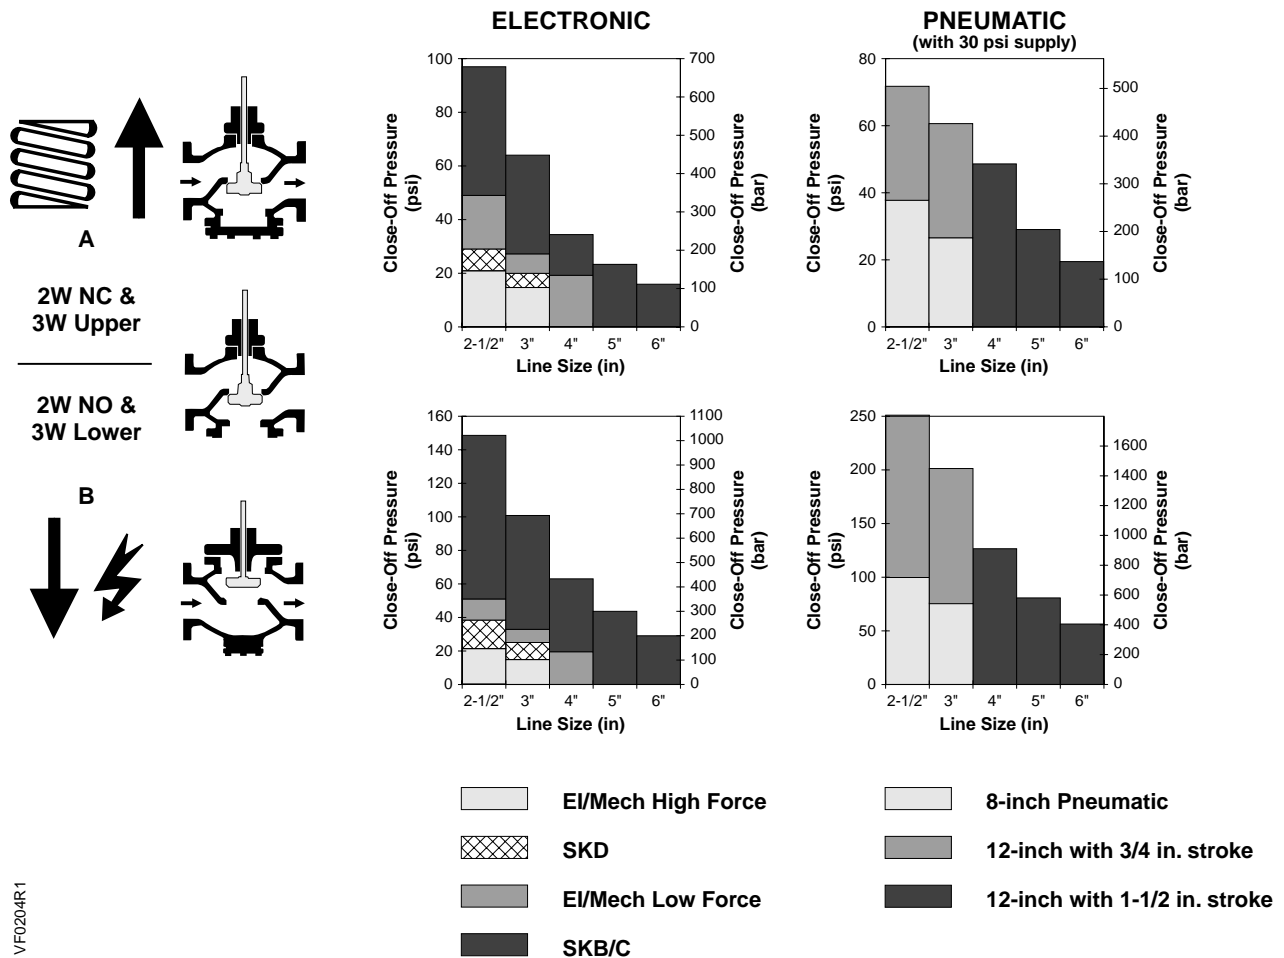 ELECTRONIC
PNEUMATIC
(with 30 psi supply)
A
2W NC &
3W Upper
2W NO &
3W Lower
B
Close-Off Pressure
(psi)
100
80
60
40
20
0
700
600
500
400
300
200
100
0
Close-Off Pressure
(bar)
2-1/2" 3" 4" 5" 6"
Line Size (in)
Close-Off Pressure
(psi)
80
60
40
20
0
500
400
300
200
100
0
Close-Off Pressure
(bar)
2-1/2" 3" 4" 5" 6"
Line Size (in)
Close-Off Pressure
(psi)
160
140
120
100
80
60
40
20
0
1100
1000
900
800
700
600
500
400
300
200
100
0
Close-Off Pressure
(bar)
2-1/2" 3" 4" 5" 6"
Line Size (in)
Close-Off Pressure
(psi)
250
200
150
100
50
0
1600
1400
1200
1000
800
600
400
200
0
Close-Off Pressure
(bar)
2-1/2" 3" 4" 5" 6"
Line Size (in)
El/Mech High Force
SKD
El/Mech Low Force
SKB/C
8-inch Pneumatic
12-inch with 3/4 in. stroke
12-inch with 1-1/2 in. stroke
VF0204R1